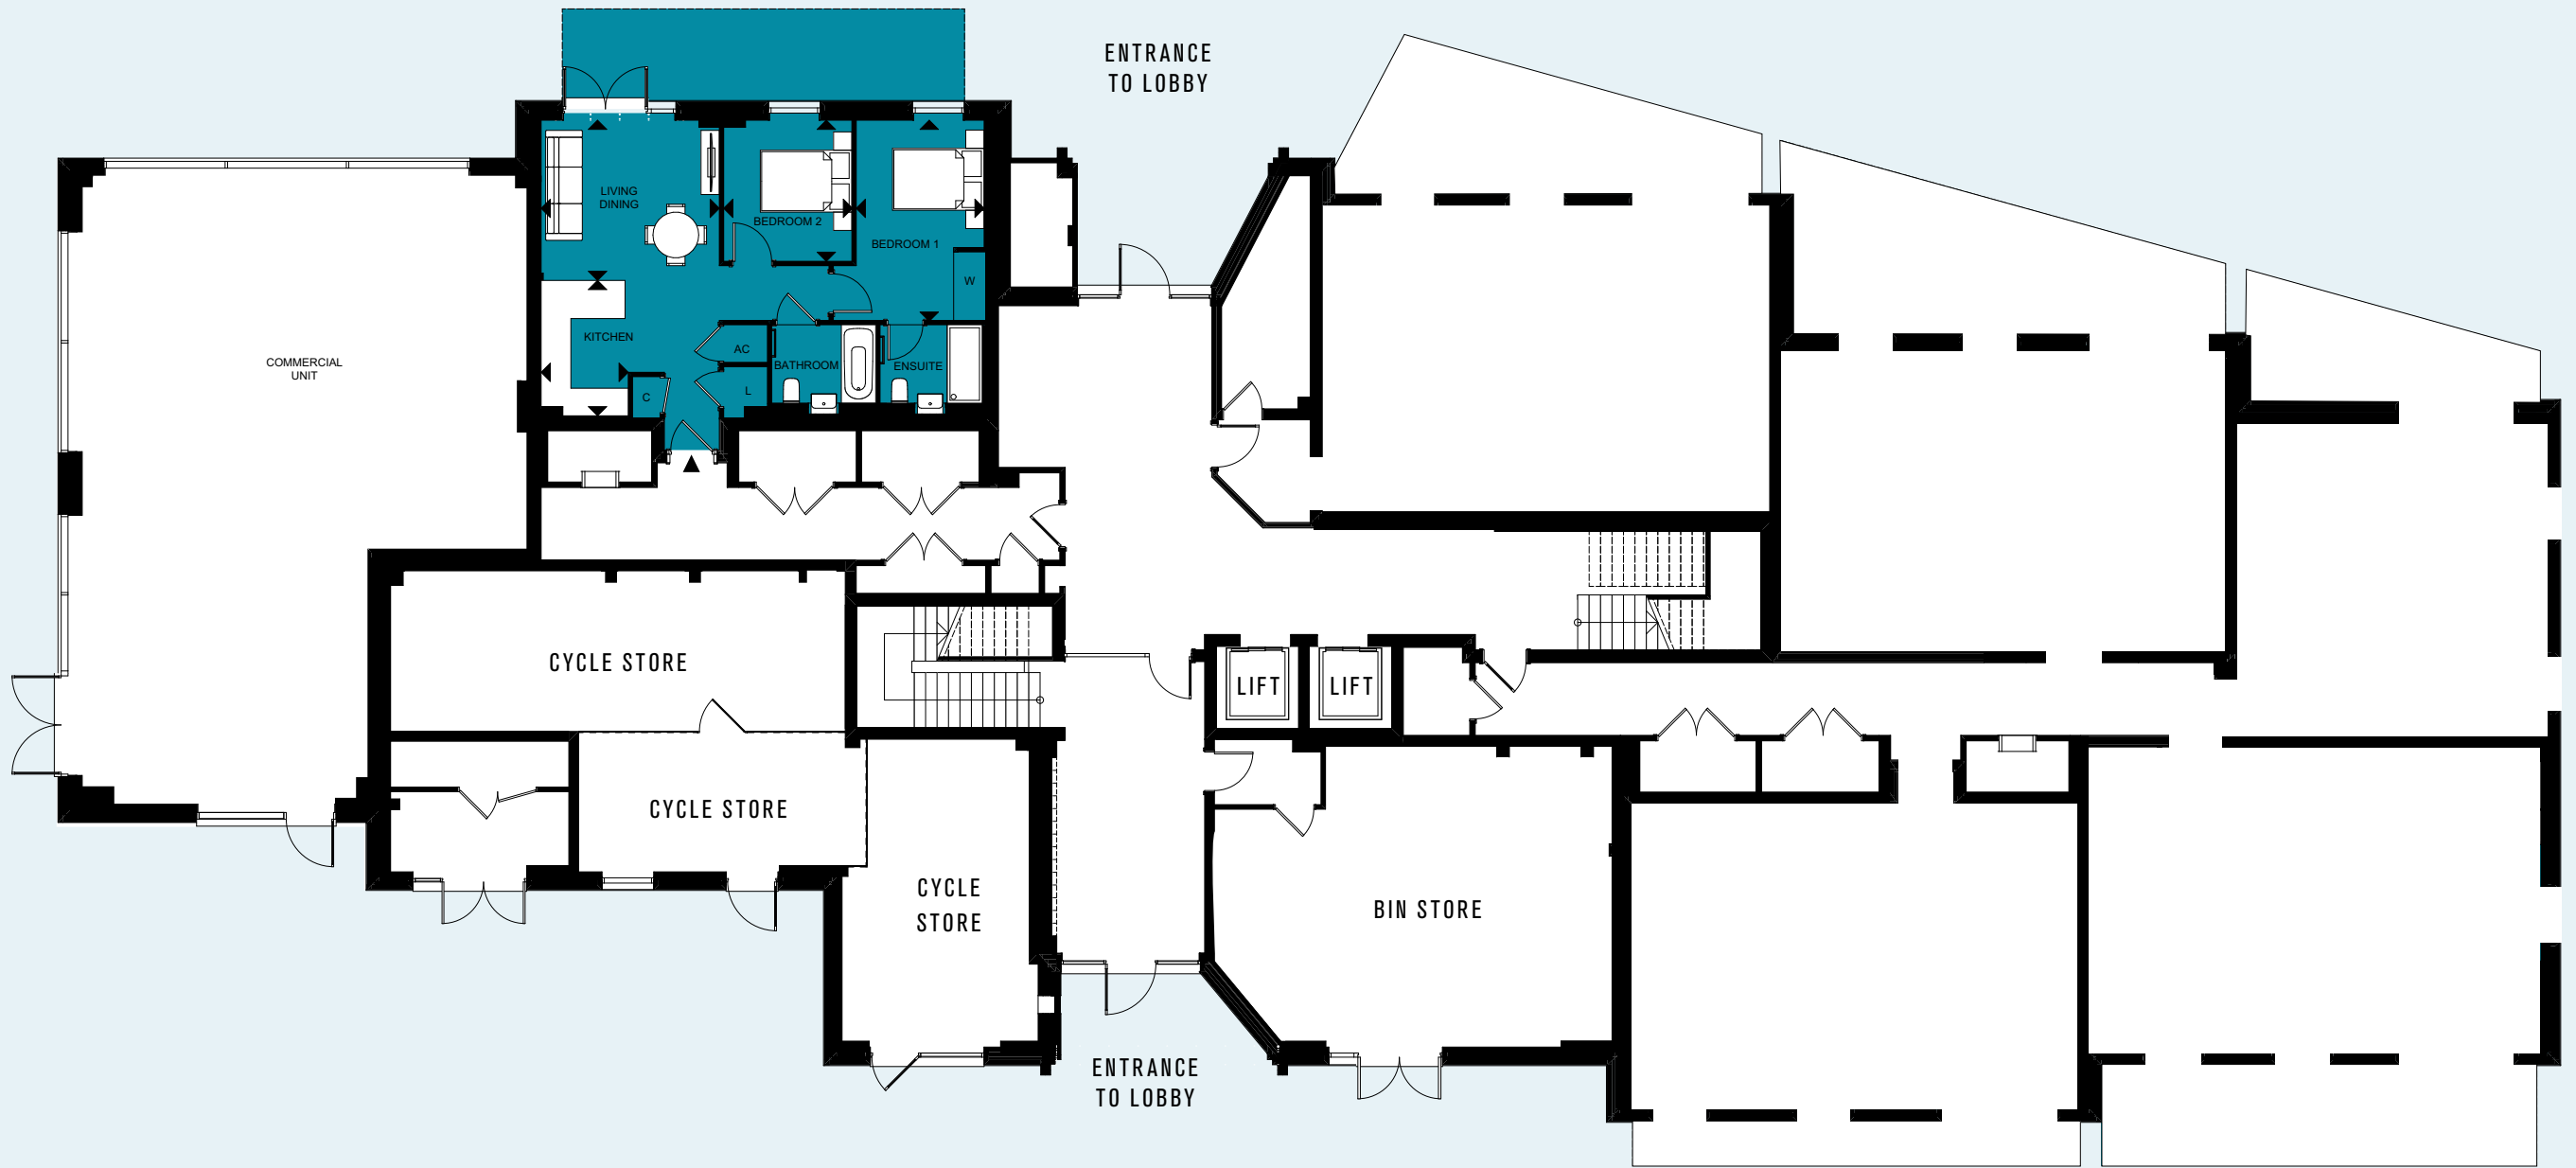 ENTRANCE
TO LOBBY
LIVING
DINING
BEDROOM 2
BEDROOM 1
W
KITCHEN
AC
BATHROOM
ENSUITE
C
L
COMMERCIAL
UNIT
CYCLE STORE
LIFT
LIFT
CYCLE STORE
CYCLE
STORE
BIN STORE
ENTRANCE
TO LOBBY